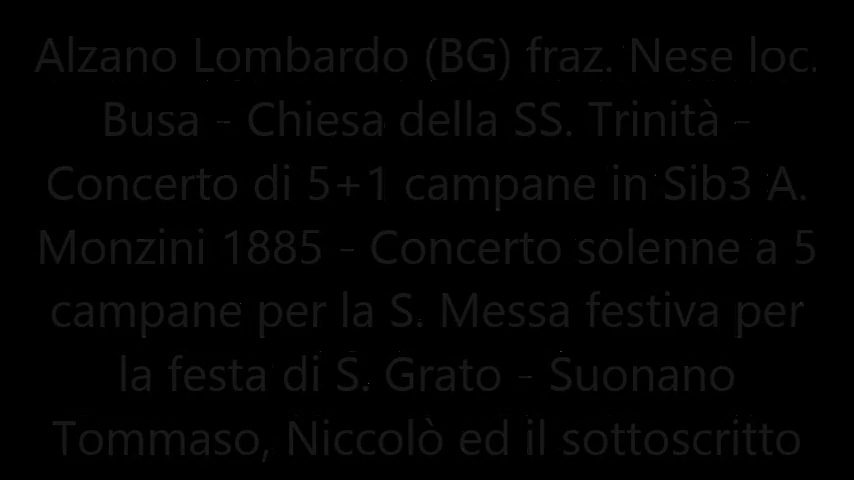 Alzano Lombardo (BG) fraz. Nese loc.
Busa - Chiesa della SS. Trinità -
Concerto di 5+1 campane in Sib3 A.
Monzini 1885 - Concerto solenne a 5
campane per la S. Messa festiva per
la festa di S. Grato - Suonano
Tommaso, Niccolò ed il sottoscritto